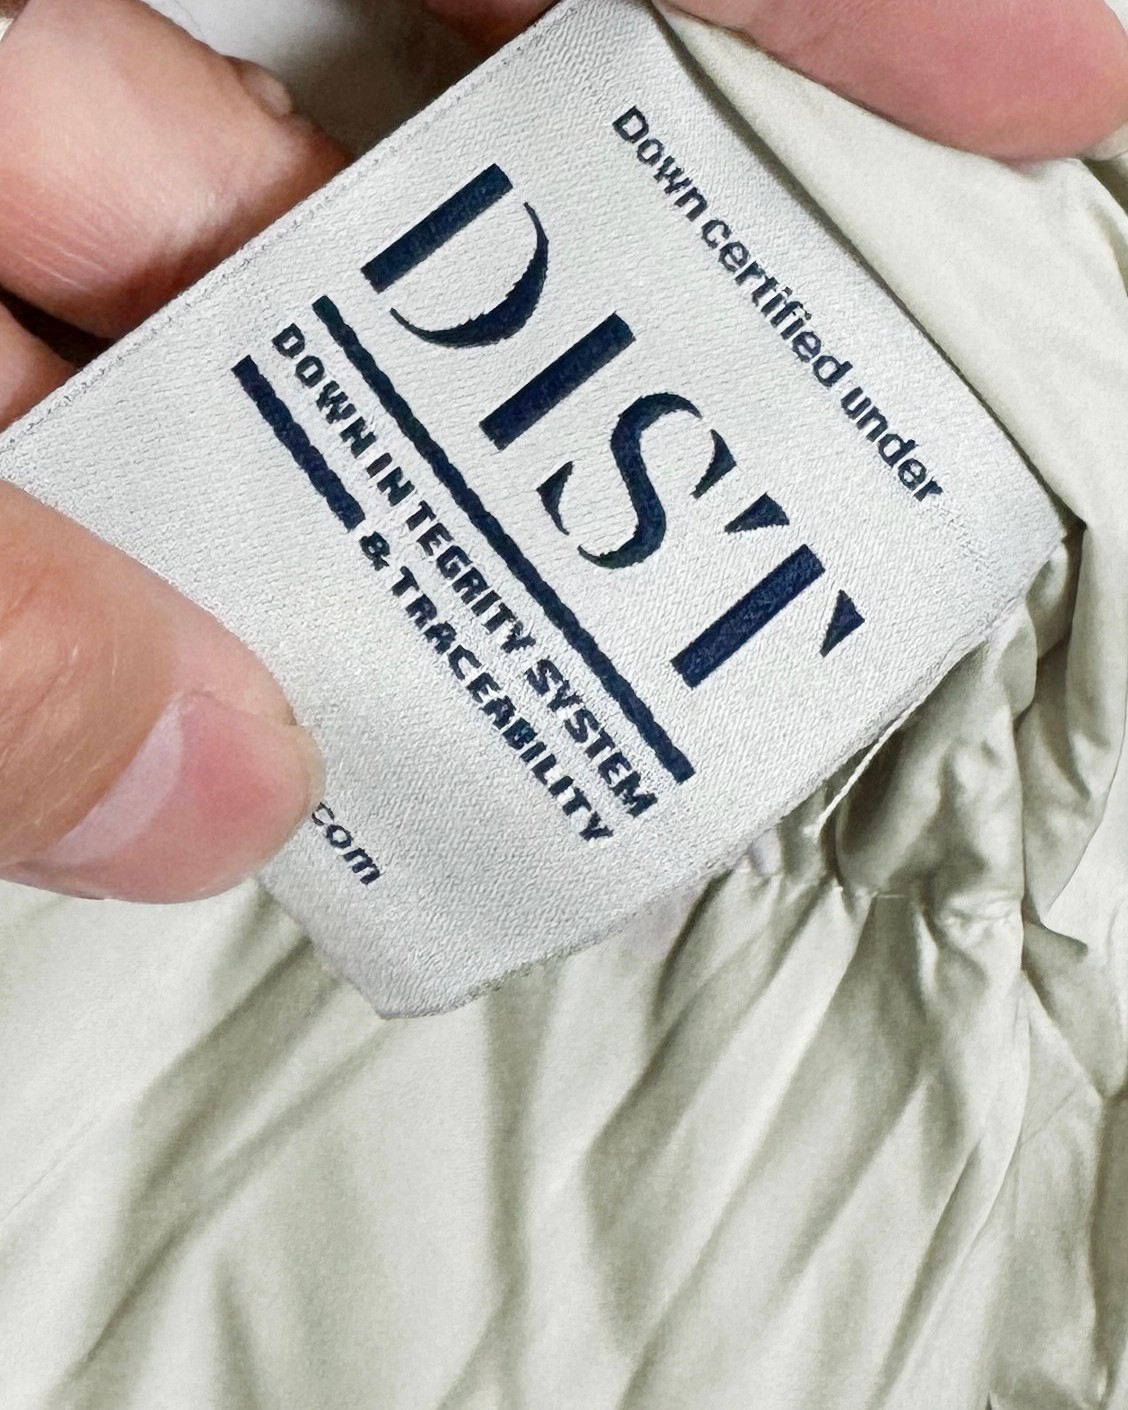 Down certified under
DIST
DOWN INTEGRITY SYSTEM
& TRACEABILITY
.com